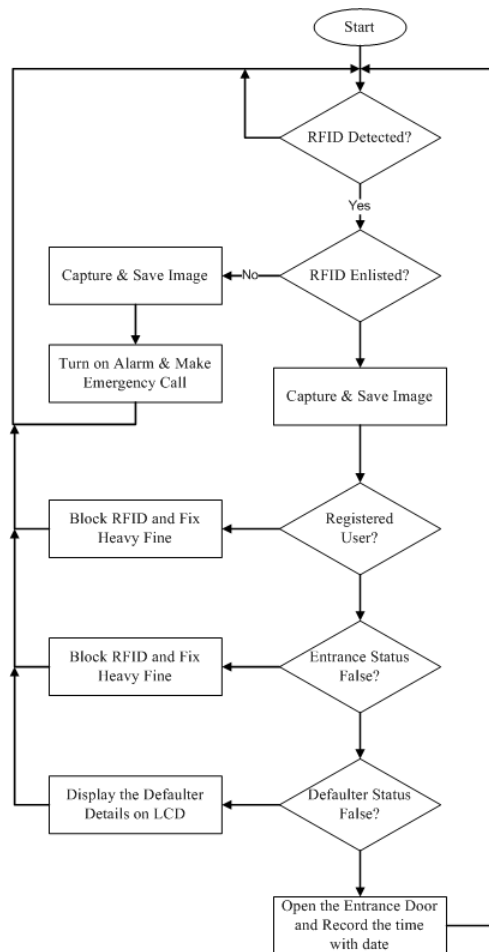 Start
RFID Detected?
Yes
RFID Enlisted?
No
Capture & Save Image
Turn on Alarm & Make
Emergency Call
Capture & Save Image
Registered
User?
Block RFID and Fix
Heavy Fine
Entrance Status
False?
Block RFID and Fix
Heavy Fine
Defaulter Status
False?
Display the Defaulter
Details on LCD
Open the Entrance Door
and Record the time
with date